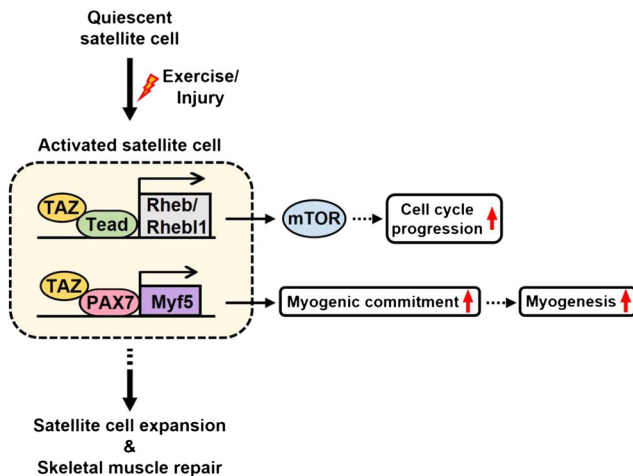 Quiescent
satellite cell
Exercise/
Injury
Activated satellite cell
TAZ
Tead
Rheb/
Rhebl1
mTOR
Cell cycle
progression
TAZ
PAX7
Myf5
Myogenic commitment
Myogenesis
Satellite cell expansion
&
Skeletal muscle repair